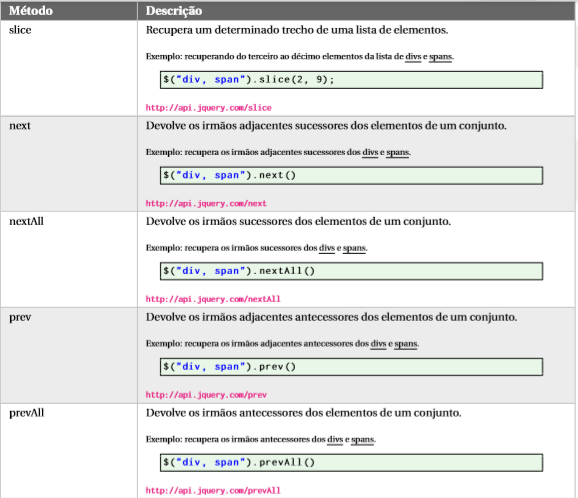 Método Descrição
slice Recupera um determinado trecho de uma lista de elementos.
Exemplo: recuperando do terceiro ao décimo elementos da lista de divs e spans.
$("div, span").slice(2, 9);
http://api.jquery.com/slice
next Devolve os irmãos adjacentes sucessores dos elementos de um conjunto.
Exemplo: recupera os irmãos adjacentes sucessores dos divs e spans.
$("div, span").next()
http://api.jquery.com/next
nextAll Devolve os irmãos sucessores dos elementos de um conjunto.
Exemplo: recupera os irmãos sucessores dos divs e spans.
$("div, span").nextAll()
http://api.jquery.com/nextAll
prev Devolve os irmãos adjacentes antecessores dos elementos de um conjunto.
Exemplo: recupera os irmãos adjacentes antecessores dos divs e spans.
$("div, span").prev()
http://api.jquery.com/prev
prevAll Devolve os irmãos antecessores dos elementos de um conjunto.
Exemplo: recupera os irmãos antecessores dos divs e spans.
$("div, span").prevAll()
http://api.jquery.com/prevAll